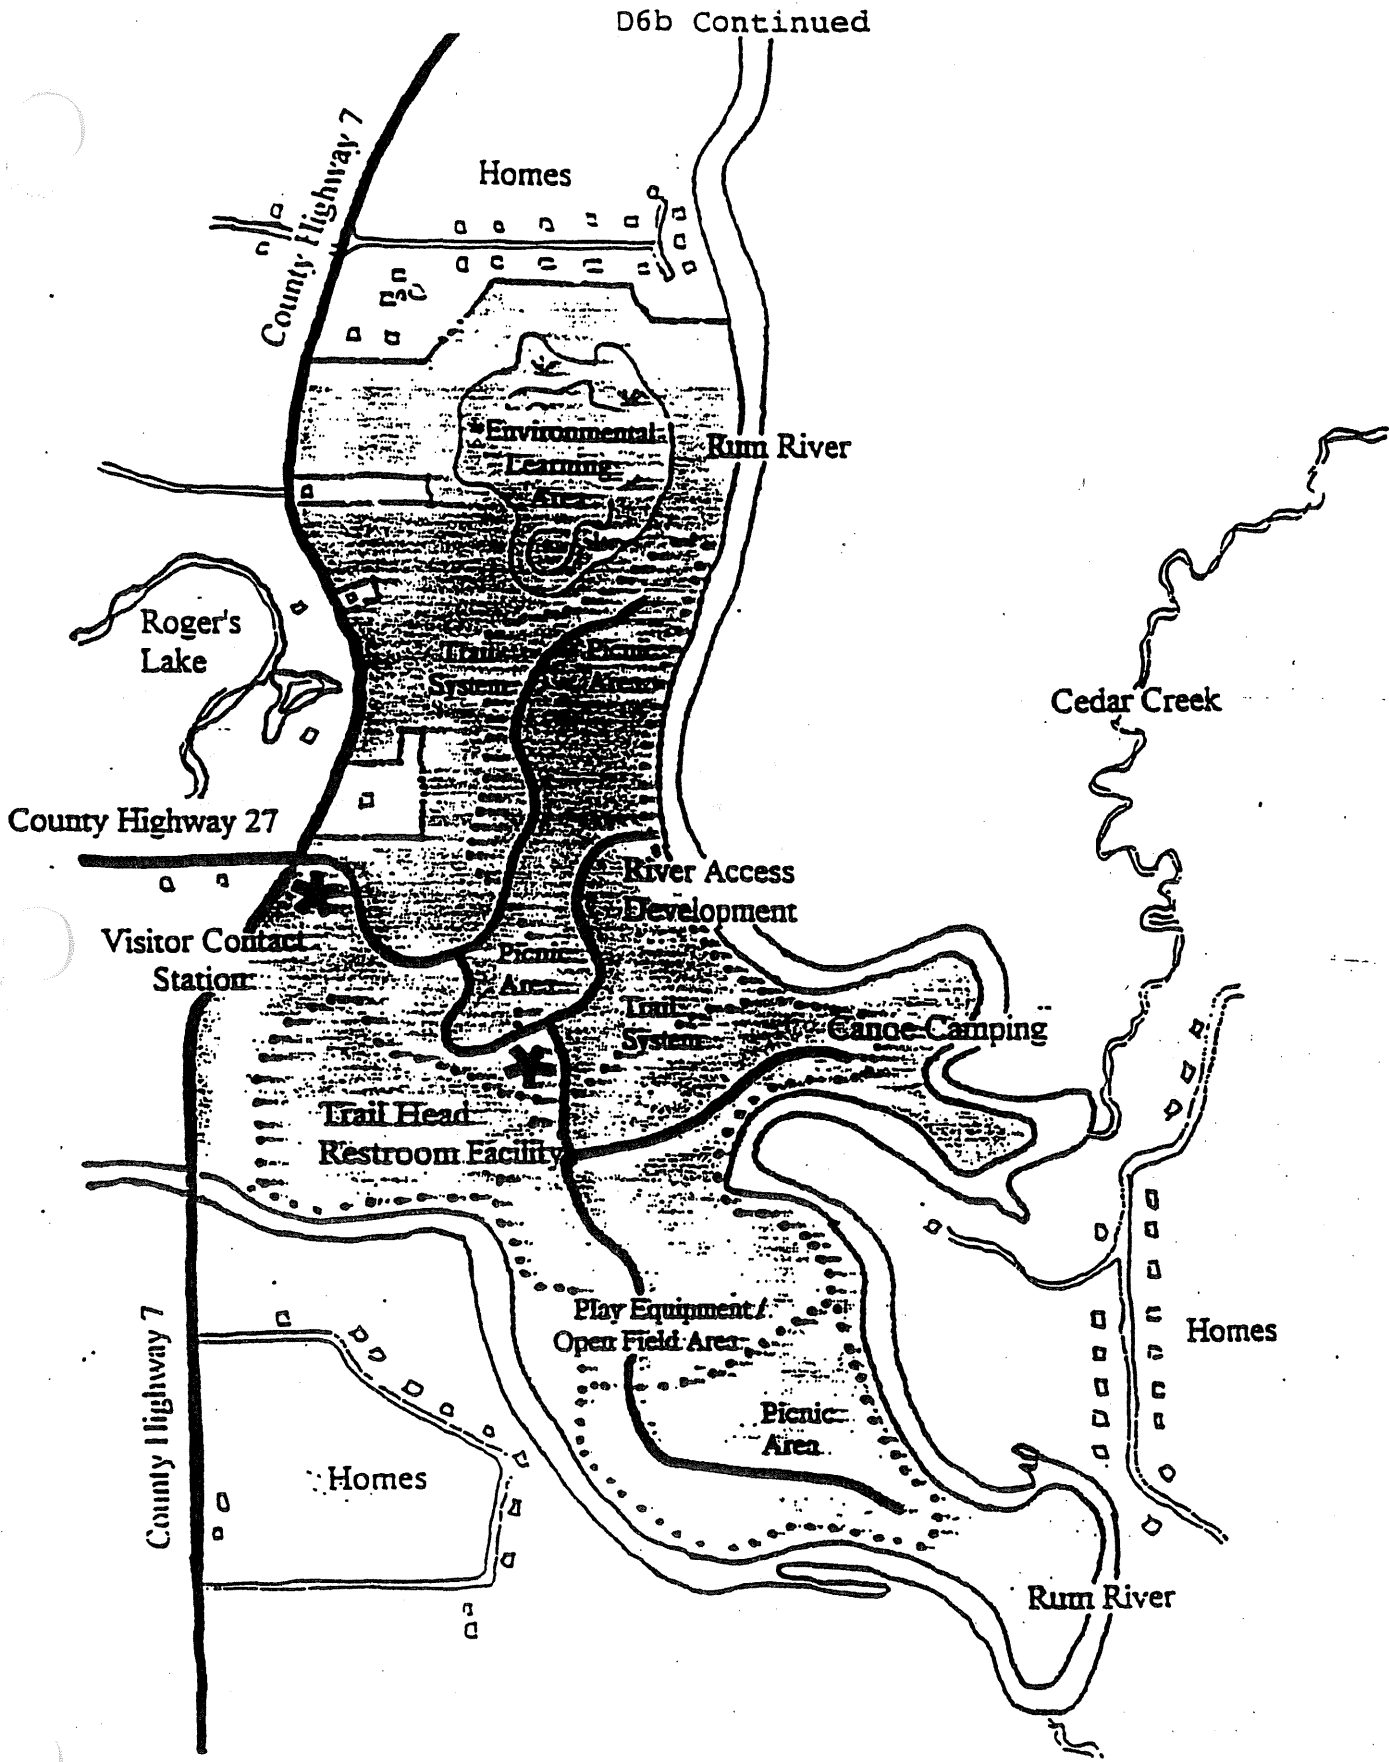 D6b Continued
County Highway 7
Homes
Environmental
Learning
Area
Rum River
Roger's
Lake
Trail
System
Picnic
Area
Cedar Creek
County Highway 27
River Access
Development
Visitor Contact
Station
Picnic
Area
Trail
System
Canoe Camping
Trail Head
Restroom Facility
Play Equipment/
Open Field Area
County Highway 7
Homes
Picnic
Area
Homes
Rum River